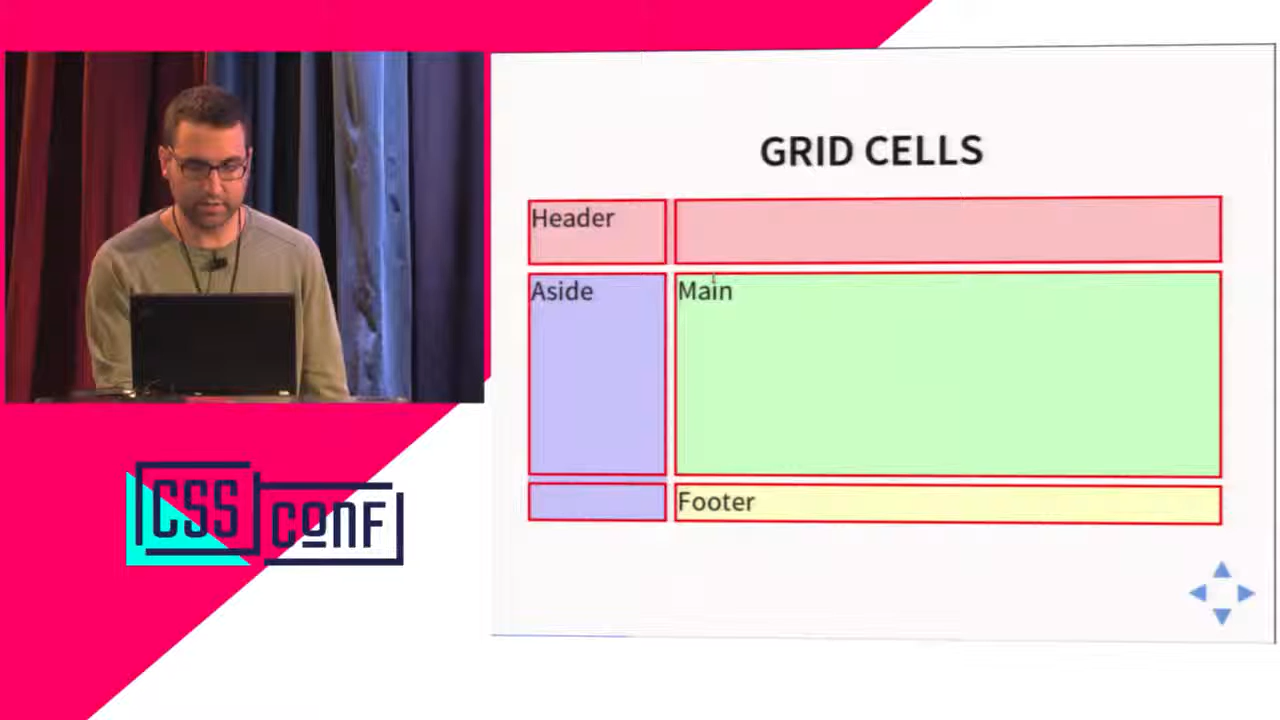 GRID CELLS
Header
Aside
Main
Footer
CSS
CONF